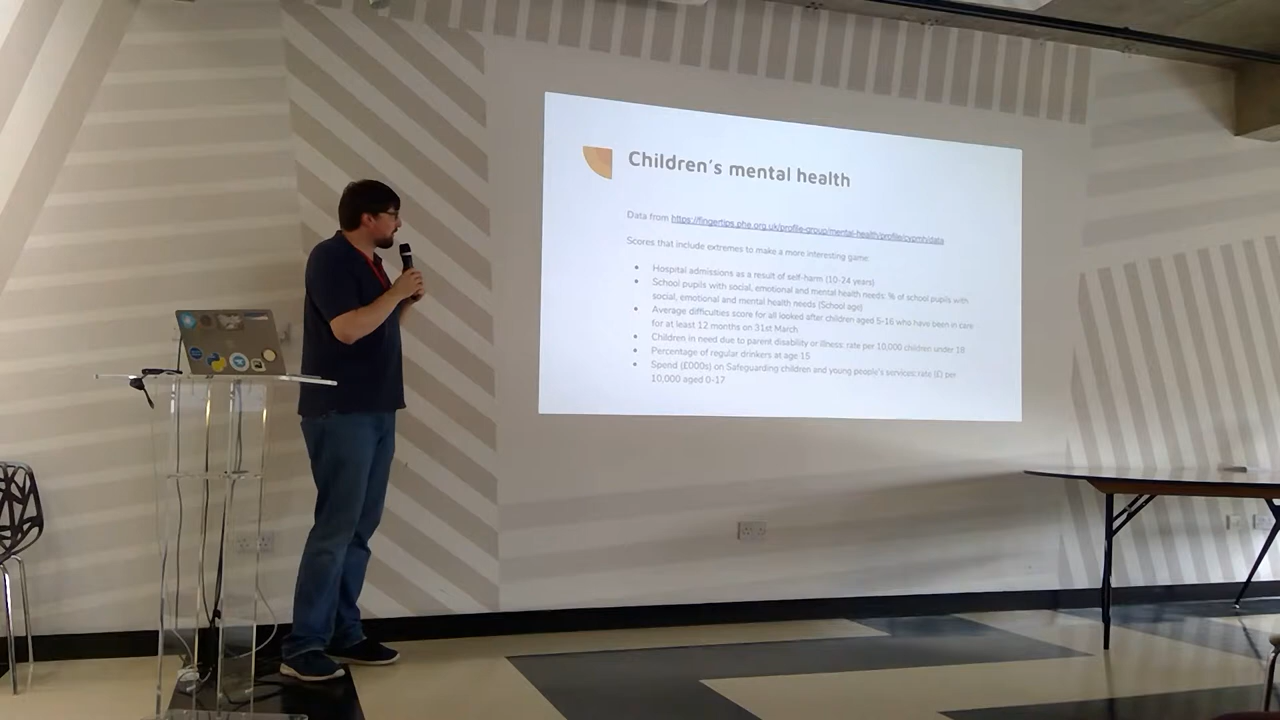 Children's mental health
Data from https://fingertips.phe.org.uk/profile-group/mental-health/profile/cypmh/data
Scores that include extremes to make a more interesting game:
• Hospital admissions as a result of self-harm (10-24 years)
• School pupils with social, emotional and mental health needs: % of school pupils with
social, emotional and mental health needs (School age)
• Average difficulties score for all looked after children aged 5-16 who have been in care
for at least 12 months on 31st March
• Children in need due to parent disability or illness: rate per 10,000 children under 18
• Percentage of regular drinkers at age 15
• Spend (£000s) on Safeguarding children and young people's services: rate (£) per
10,000 aged 0-17